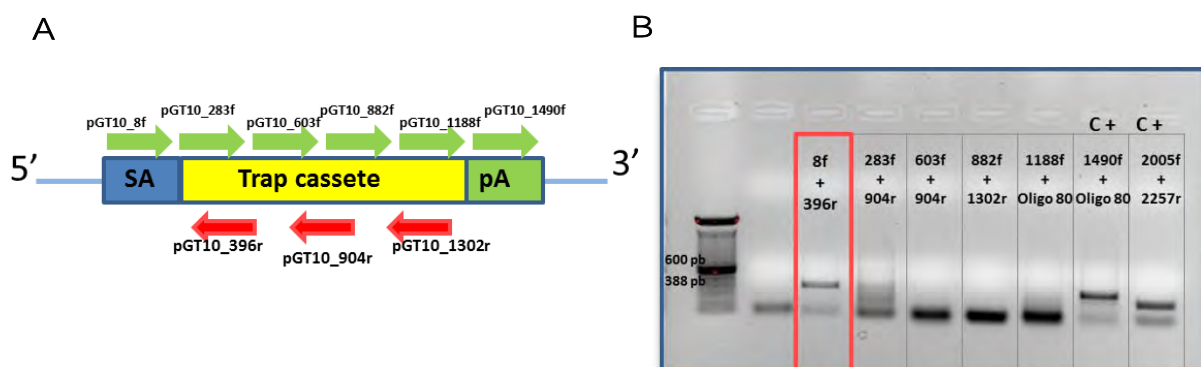 A
pGT10_8f
pGT10_283f
pGT10_603f
pGT10_882f
pGT10_1188f
pGT10_1490f
5’
SA
Trap cassete
pA
3’
pGT10_396r
pGT10_904r
pGT10_1302r
B
C +
C +
8f
+
396r
283f
+
904r
603f
+
904r
882f
+
1302r
1188f
+
Oligo 80
1490f
+
Oligo 80
2005f
+
2257r
600 pb
388 pb